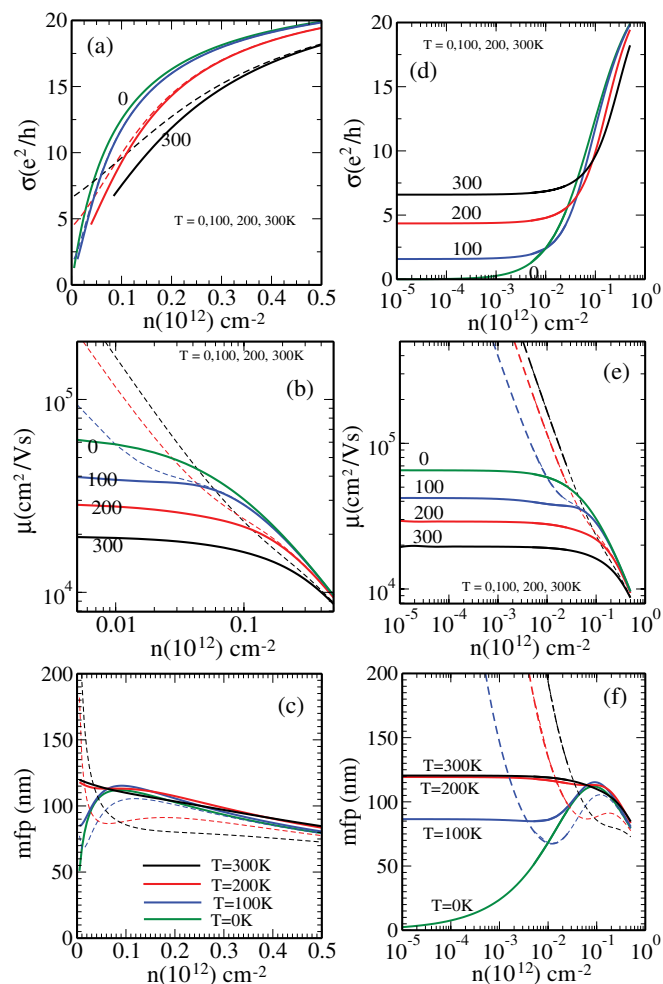 (a)
σ(e²/h)
20
15
10
5
0
0
300
T = 0,100, 200, 300K
0
0.1
0.2
0.3
0.4
0.5
n(10¹²) cm⁻²
(d)
T = 0,100, 200, 300K
σ(e²/h)
20
15
10
5
0
300
200
100
0
10⁻⁵
10⁻⁴
10⁻³
10⁻²
10⁻¹
10⁰
n(10¹²) cm⁻²
(b)
T = 0,100, 200, 300K
μ(cm²/Vs)
10⁵
10⁴
0
100
200
300
0.01
0.1
n(10¹²) cm⁻²
(e)
μ(cm²/Vs)
10⁵
10⁴
0
100
200
300
T = 0,100, 200, 300K
10⁻⁵
10⁻⁴
10⁻³
10⁻²
10⁻¹
10⁰
n(10¹²) cm⁻²
(c)
mfp (nm)
200
150
100
50
0
T=300K
T=200K
T=100K
T=0K
0
0.1
0.2
0.3
0.4
0.5
n(10¹²) cm⁻²
(f)
mfp (nm)
200
150
100
50
0
T=300K
T=200K
T=100K
T=0K
10⁻⁵
10⁻⁴
10⁻³
10⁻²
10⁻¹
10⁰
n(10¹²) cm⁻²